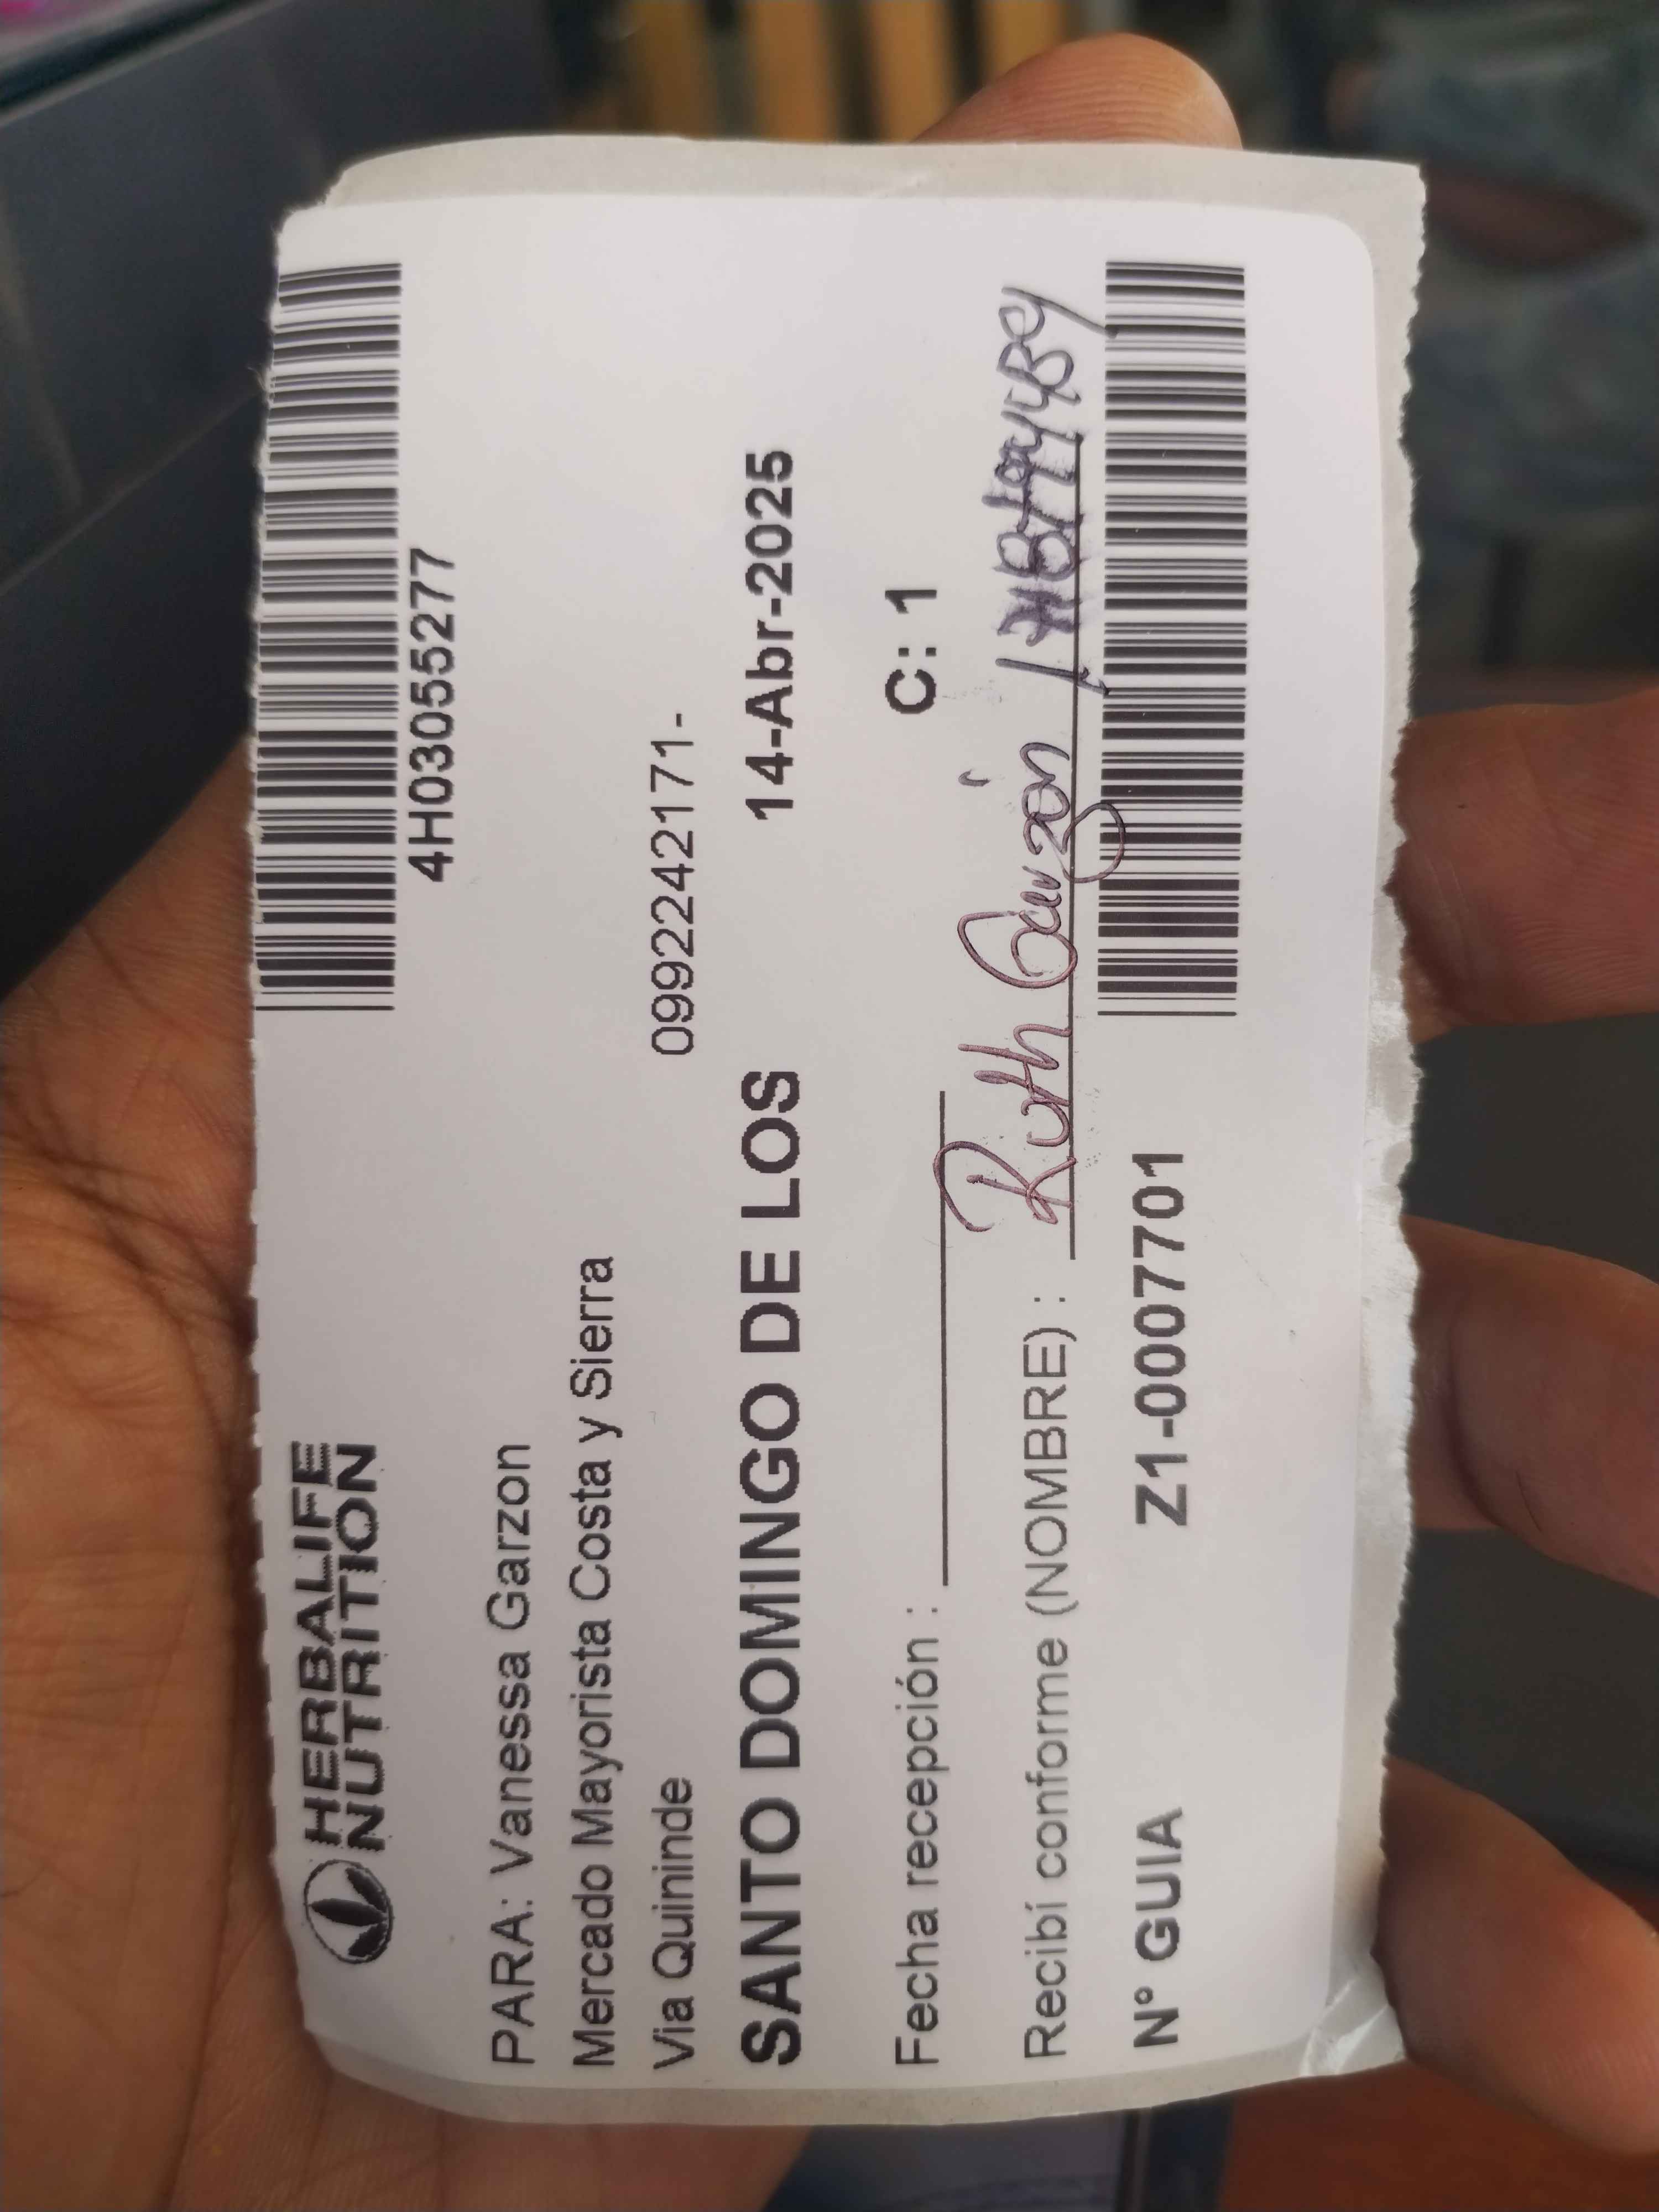 HERBALIFE
NUTRITION
4H03055277
PARA: Vanessa Garzon
Mercado Mayorista Costa y Sierra
Via Quininde 0992242171-
SANTO DOMINGO DE LOS 14-Abr-2025
Fecha recepción : C: 1
Recibí conforme (NOMBRE) : Ruth Garzón
N° GUIA Z1-0007701